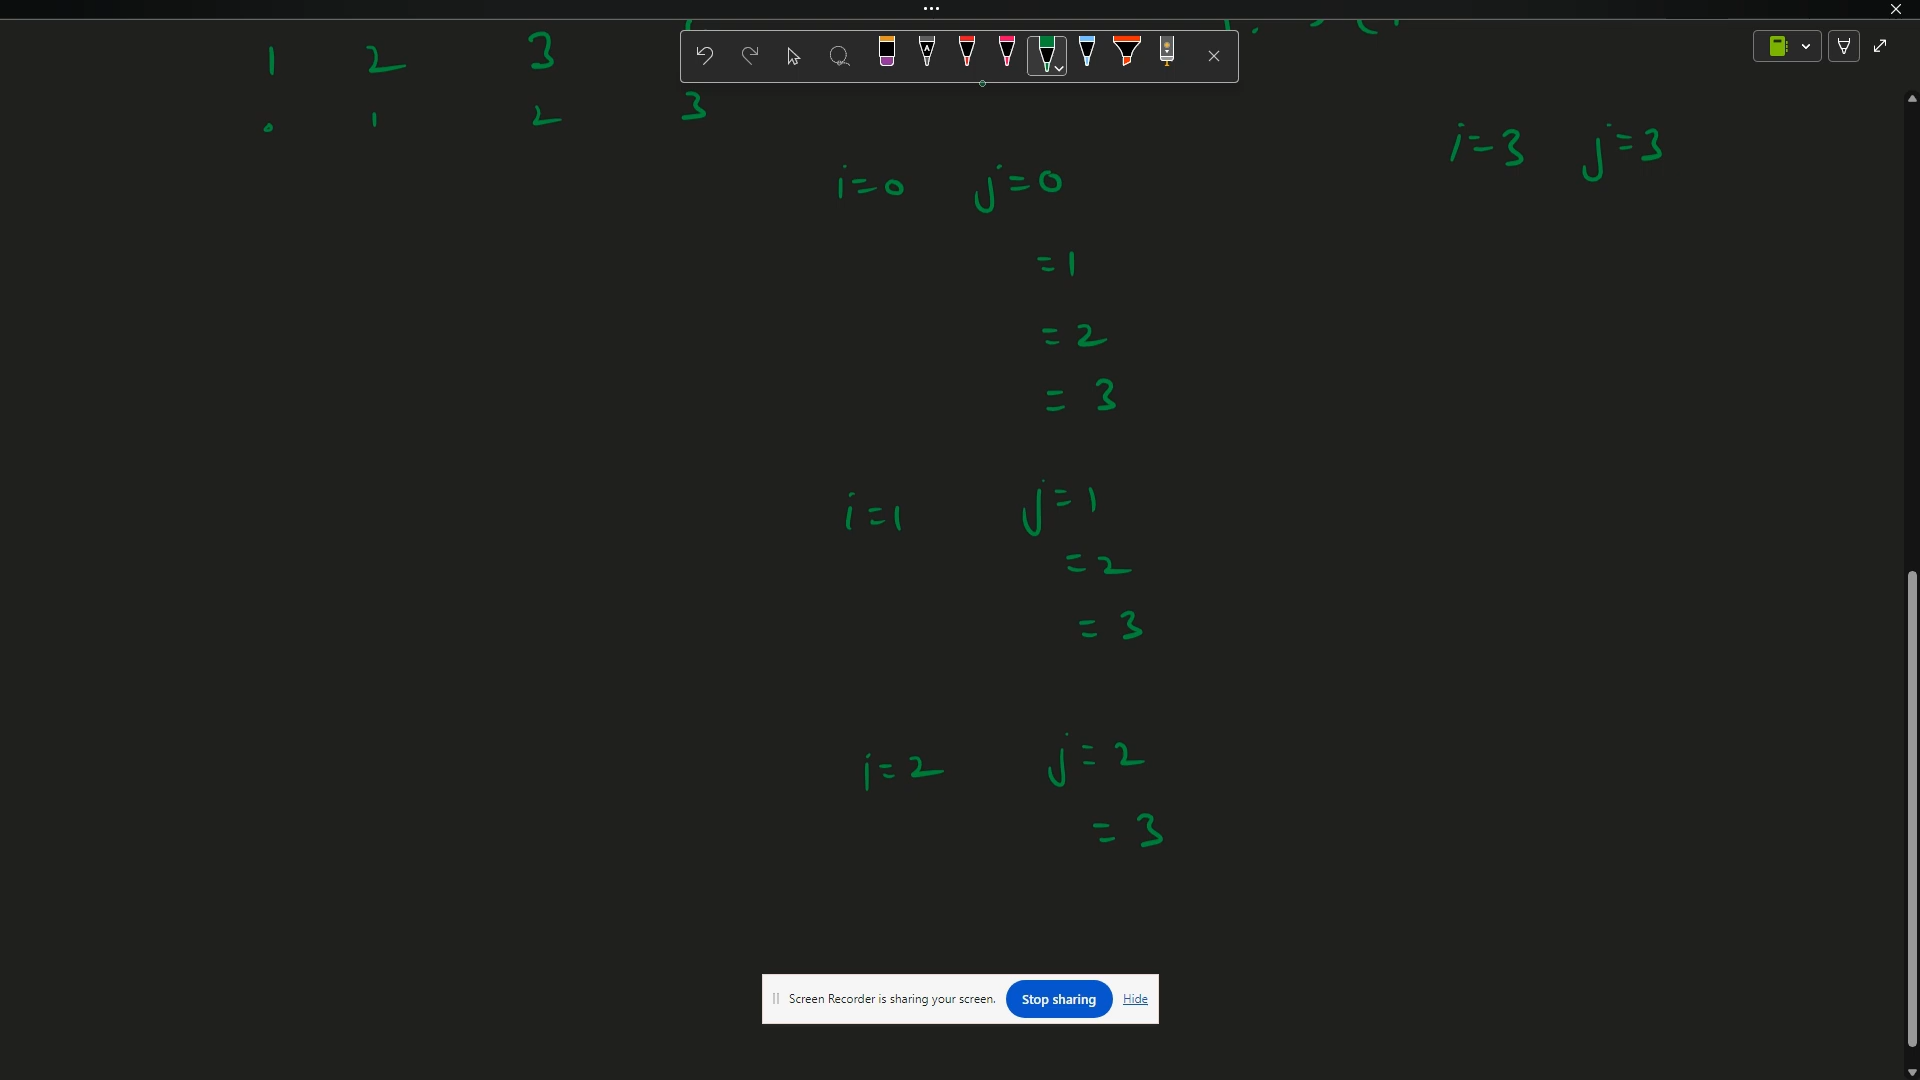 1 2 3
0 1 2 3
i=3 j=3
i=0 j=0
=1
=2
=3
i=1 j=1
=2
=3
i=2 j=2
=3
Screen Recorder is sharing your screen. Stop sharing Hide